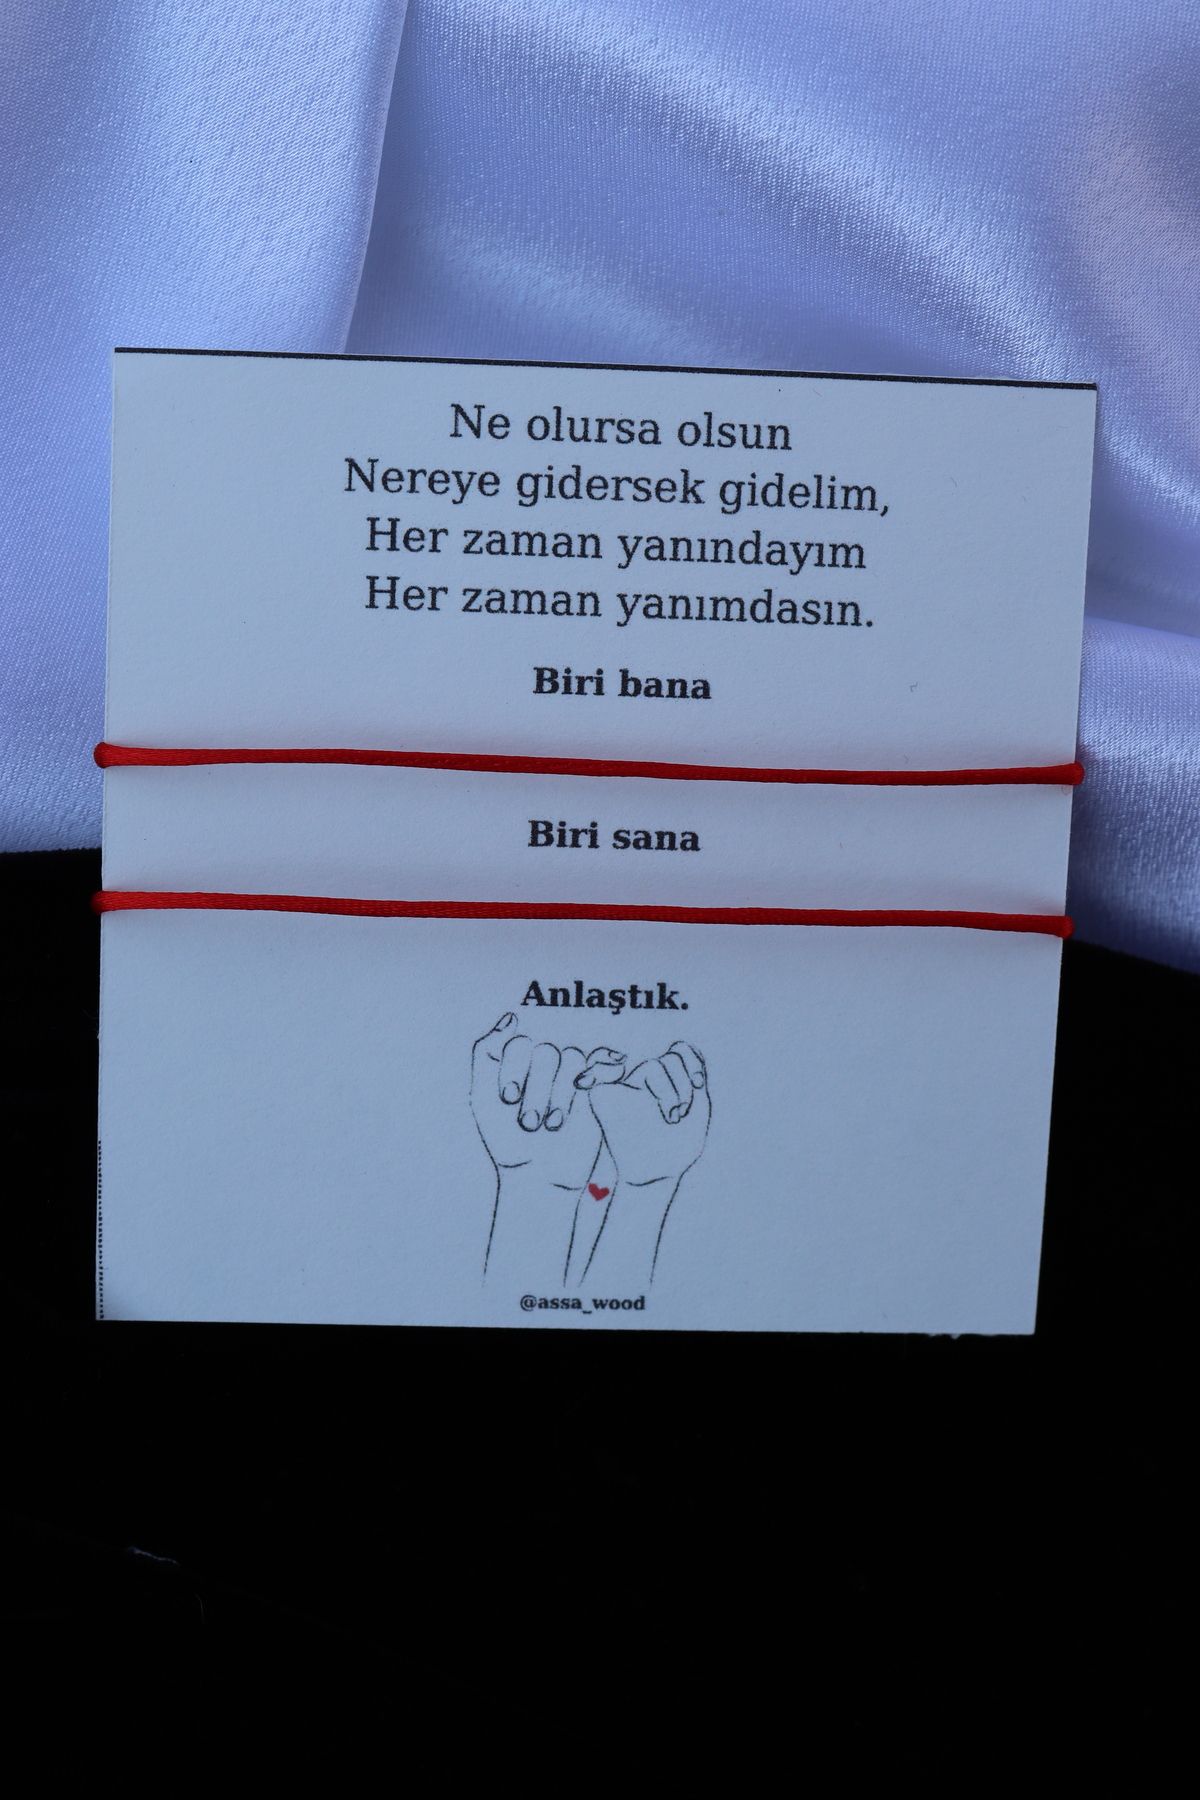 Ne olursa olsun
Nereye gidersek gidelim,
Her zaman yanındayım
Her zaman yanımdasın.
Biri bana
Biri sana
Anlaştık.
@assa_wood